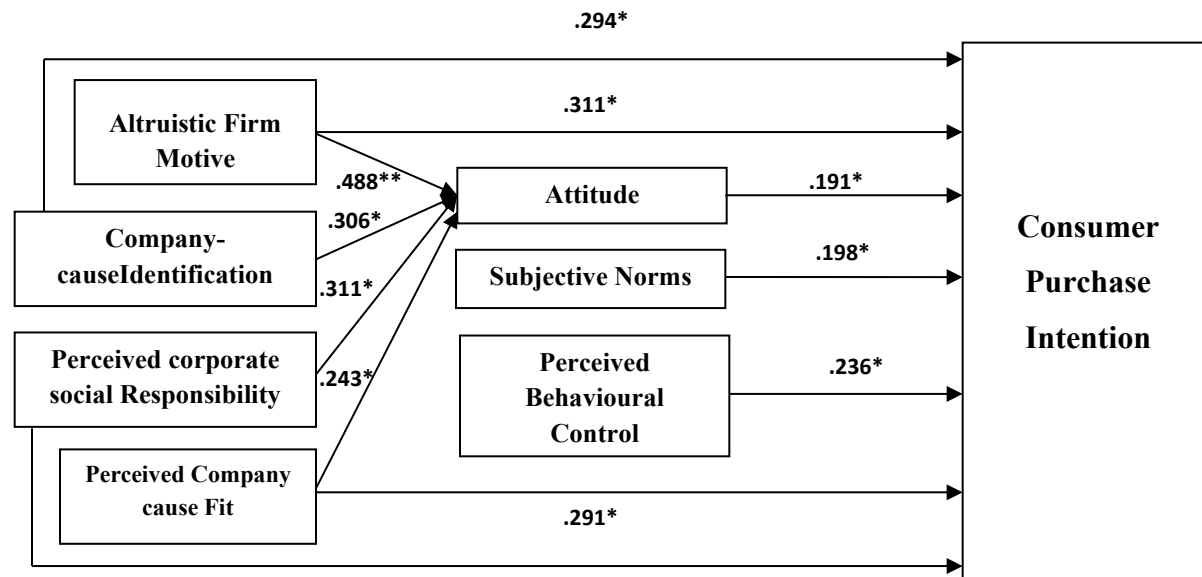 .294*
.311*
Altruistic Firm
Motive
.488**
Attitude
.191*
.306*
Company-
causeIdentification
Consumer
Purchase
Intention
Subjective Norms
.198*
.311*
Perceived corporate
social Responsibility
.243*
Perceived
Behavioural
Control
.236*
Perceived Company
cause Fit
.291*